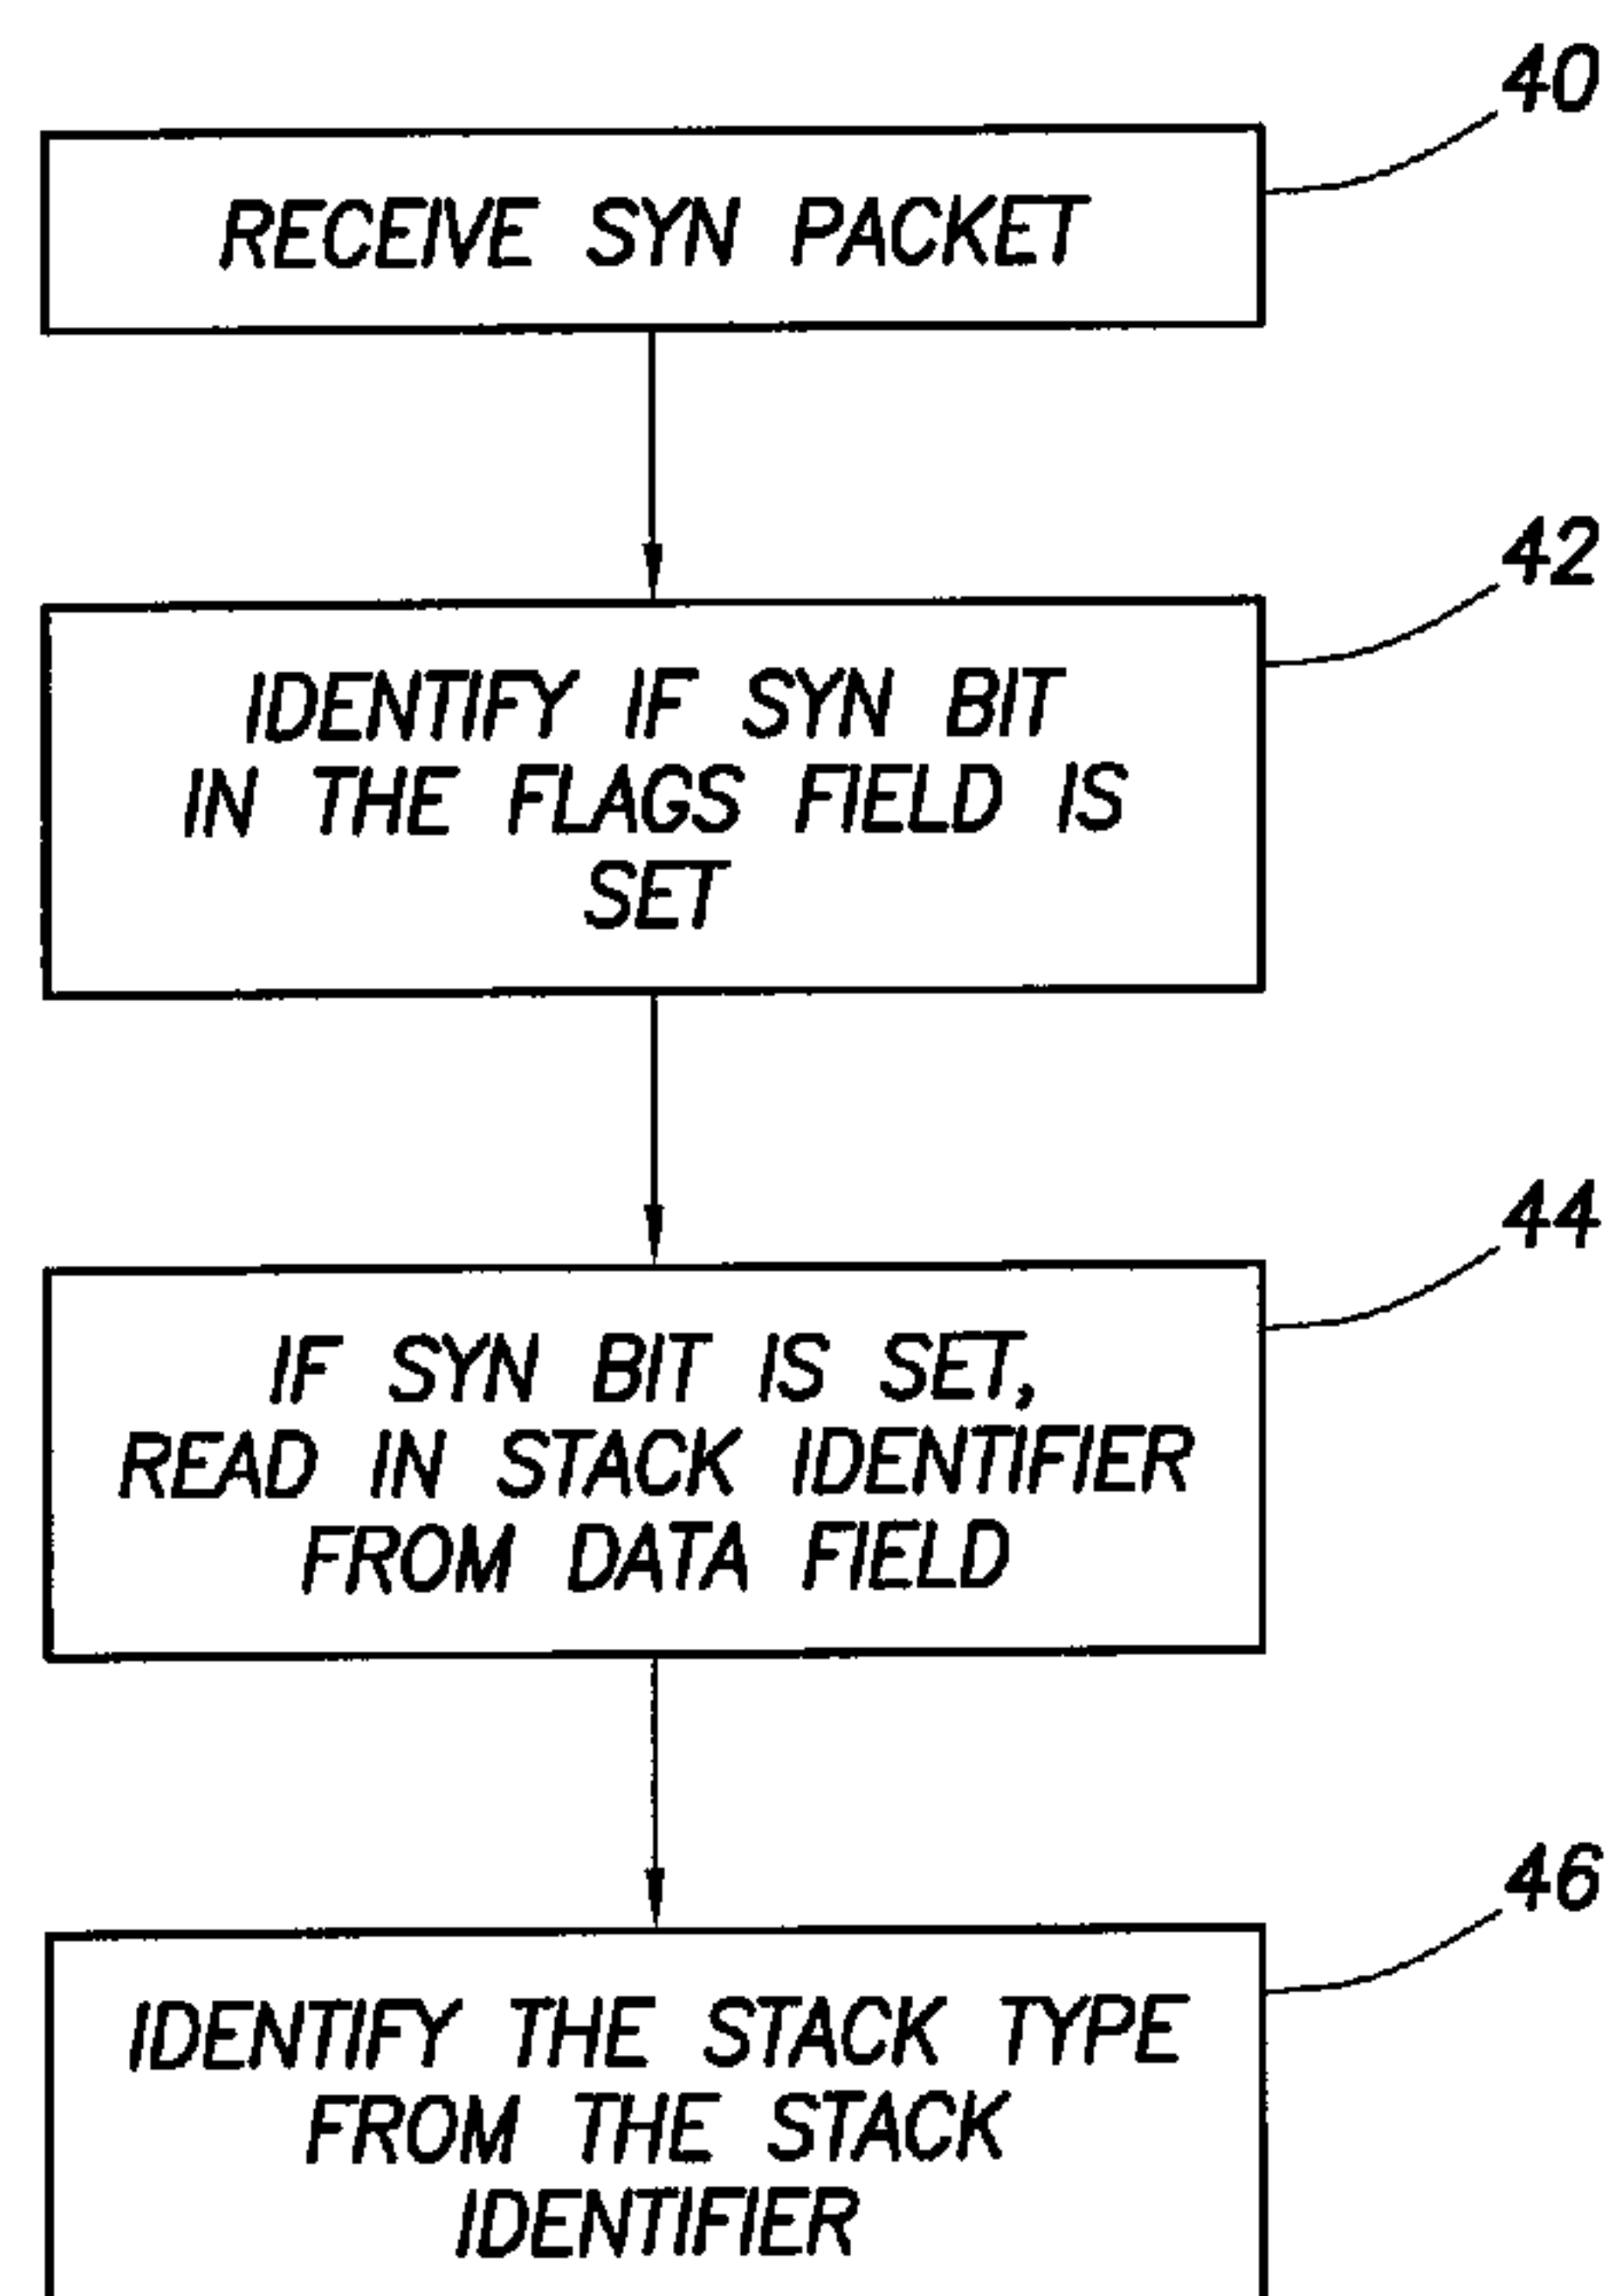 40
RECEIVE SYN PACKET
42
IDENTIFY IF SYN BIT
IN THE FLAGS FIELD IS
SET
44
IF SYN BIT IS SET,
READ IN STACK IDENTIFIER
FROM DATA FIELD
46
IDENTIFY THE STACK TYPE
FROM THE STACK
IDENTIFIER